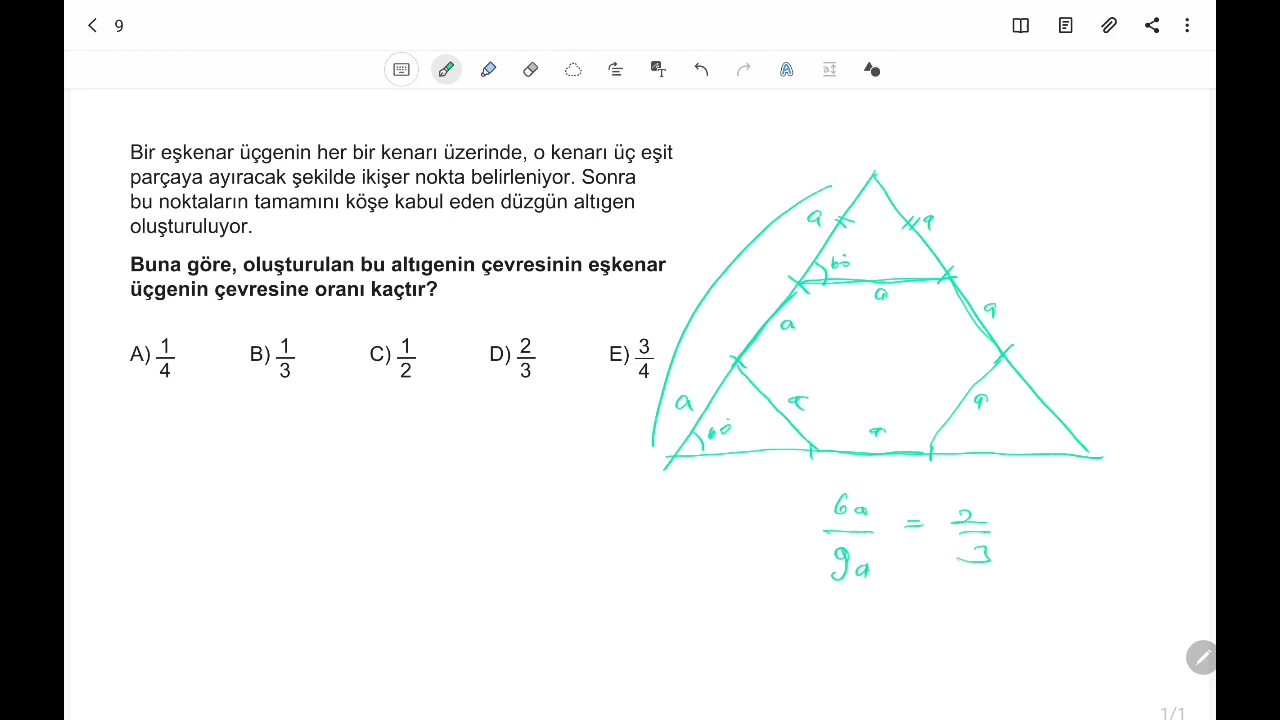 9
Bir eşkenar üçgenin her bir kenarı üzerinde, o kenarı üç eşit
parçaya ayıracak şekilde ikişer nokta belirleniyor. Sonra
bu noktaların tamamını köşe kabul eden düzgün altıgen
oluşturuluyor.
Buna göre, oluşturulan bu altıgenin çevresinin eşkenar
üçgenin çevresine oranı kaçtır?
A) 1/4 B) 1/3 C) 1/2 D) 2/3 E) 3/4
a a
60°
a
a a
a a a
60° a
6a/9a = 2/3
1/1